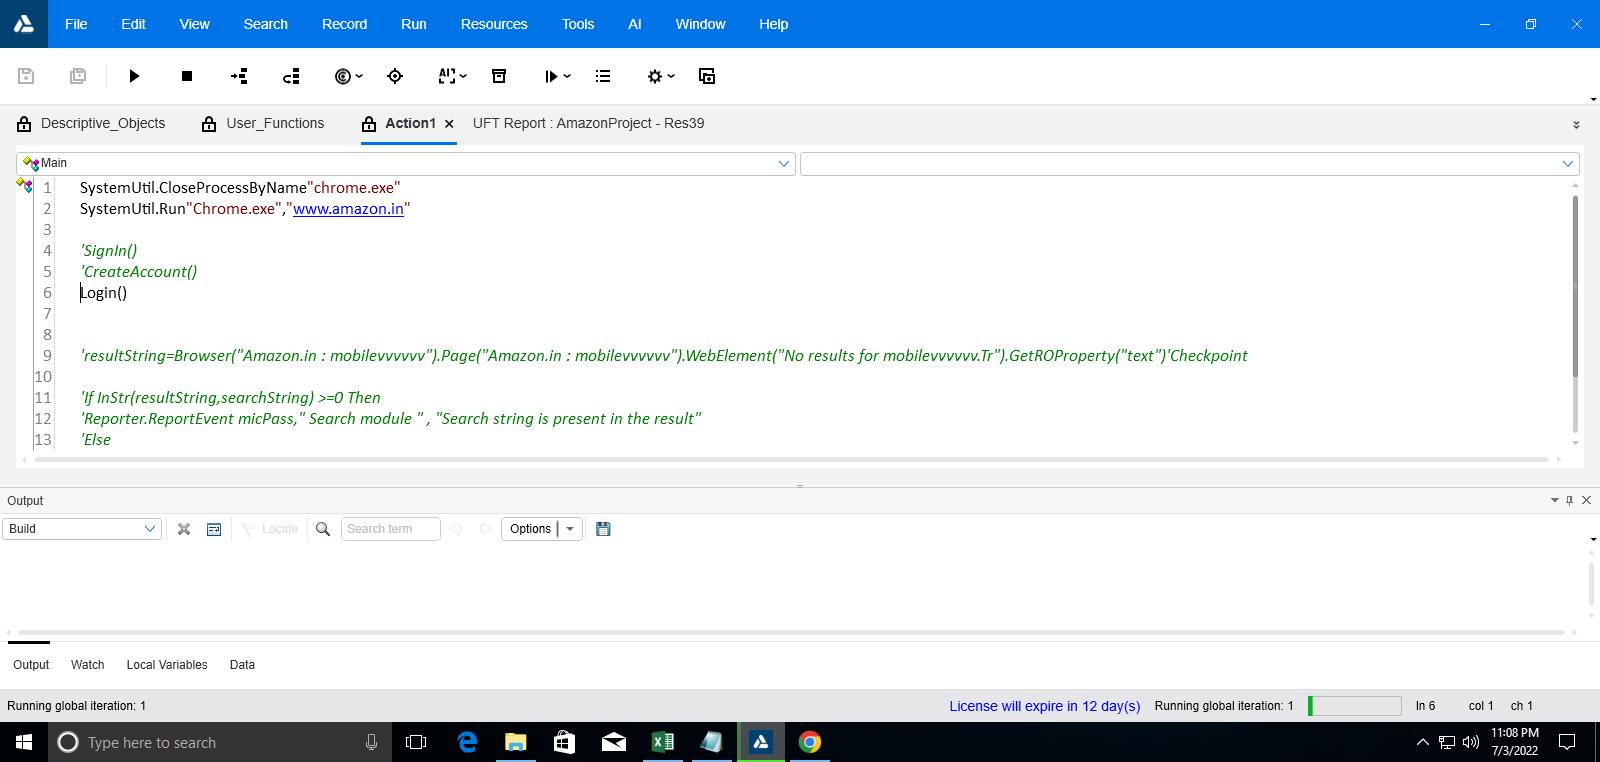 File Edit View Search Record Run Resources Tools AI Window Help
AI
Descriptive_Objects User_Functions Action1 UFT Report : AmazonProject - Res39
Main
1 SystemUtil.CloseProcessByName"chrome.exe"
2 SystemUtil.Run"Chrome.exe","www.amazon.in"
3
4 'SignIn()
5 'CreateAccount()
6 Login()
7
8
9 'resultString=Browser("Amazon.in : mobilevvvvvv").Page("Amazon.in : mobilevvvvvv").WebElement("No results for mobilevvvvvv.Tr").GetROProperty("text")'Checkpoint
10
11 'If InStr(resultString,searchString) >=0 Then
12 'Reporter.ReportEvent micPass," Search module " , "Search string is present in the result"
13 'Else
Output
Build Locate Search term Options
Output Watch Local Variables Data
Running global iteration: 1 License will expire in 12 day(s) Running global iteration: 1 ln 6 col 1 ch 1
Type here to search
11:08 PM
7/3/2022